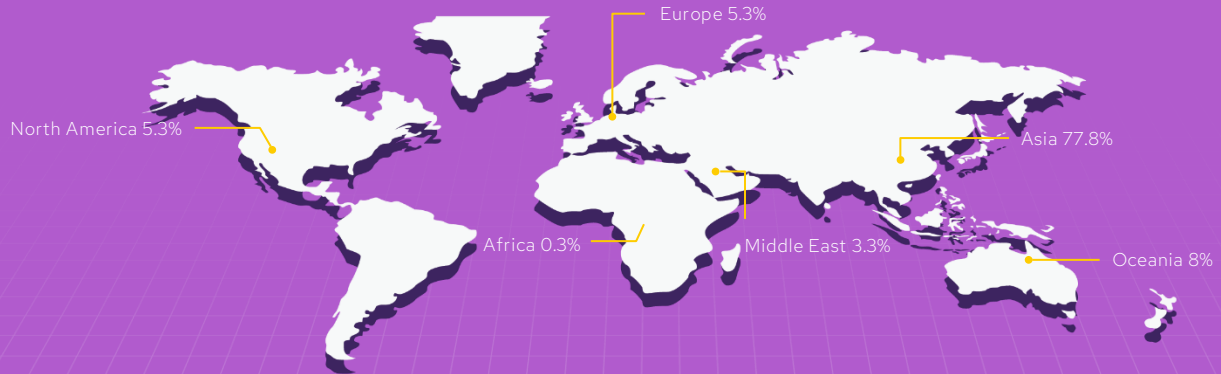 Europe 5.3%
North America 5.3%
Asia 77.8%
Africa 0.3%
Middle East 3.3%
Oceania 8%